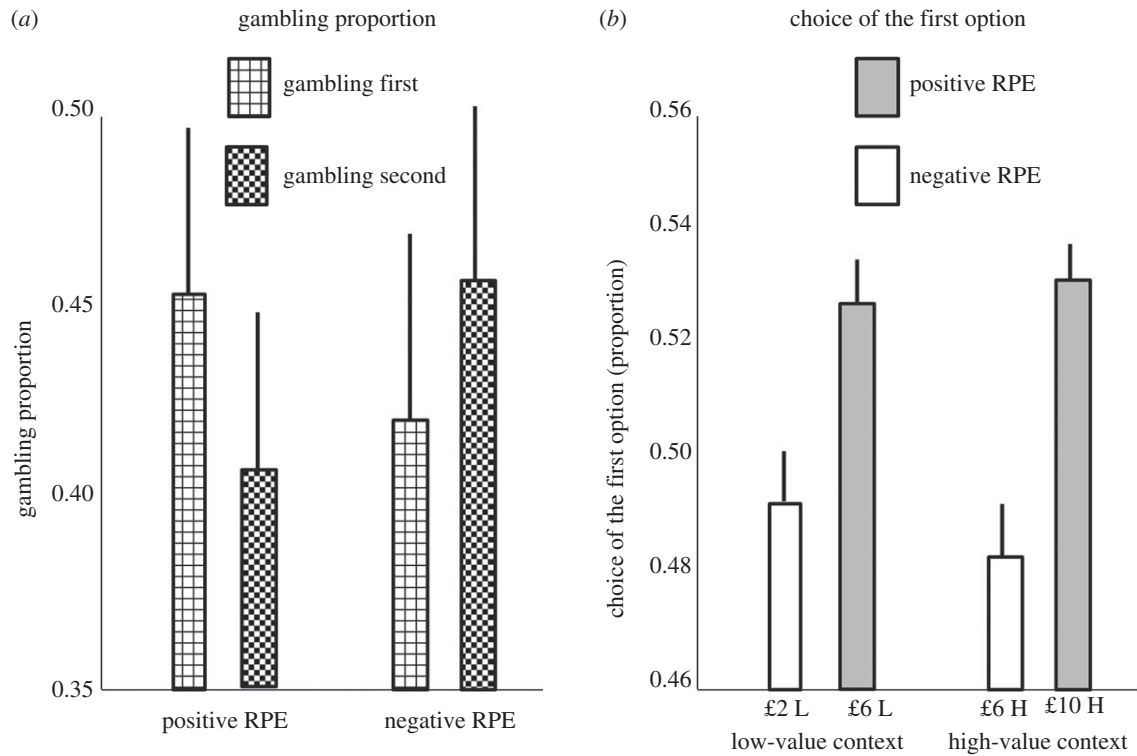 (a) gambling proportion
gambling first
gambling second
gambling proportion
0.50
0.45
0.40
0.35
positive RPE negative RPE
(b) choice of the first option
positive RPE
negative RPE
choice of the first option (proportion)
0.56
0.54
0.52
0.50
0.48
0.46
£2 L £6 L £6 H £10 H
low-value context high-value context